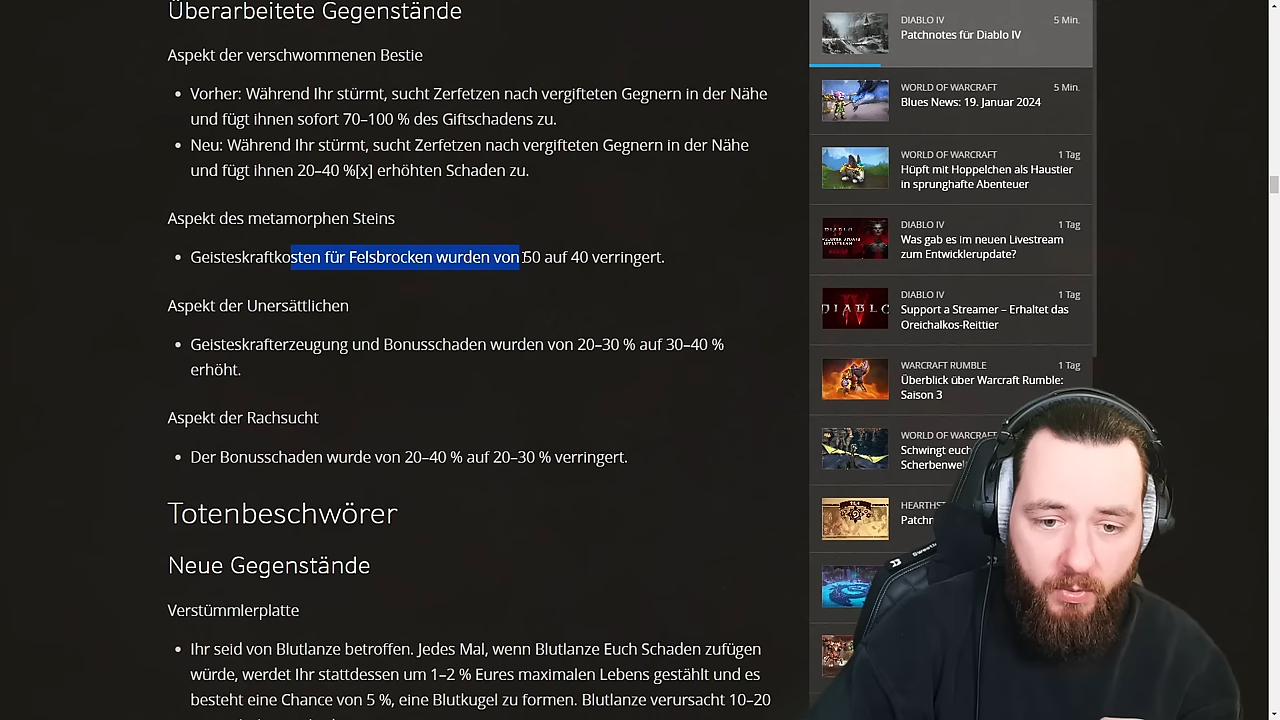 Überarbeitete Gegenstände
Aspekt der verschwommenen Bestie
Vorher: Während Ihr stürmt, sucht Zerfetzen nach vergifteten Gegnern in der Nähe
und fügt ihnen sofort 70–100 % des Giftschadens zu.
Neu: Während Ihr stürmt, sucht Zerfetzen nach vergifteten Gegnern in der Nähe
und fügt ihnen 20–40 %[x] erhöhten Schaden zu.
Aspekt des metamorphen Steins
Geisteskraftkosten für Felsbrocken wurden von 50 auf 40 verringert.
Aspekt der Unersättlichen
Geisteskrafterzeugung und Bonusschaden wurden von 20–30 % auf 30–40 %
erhöht.
Aspekt der Rachsucht
Der Bonusschaden wurde von 20–40 % auf 20–30 % verringert.
Totenbeschwörer
Neue Gegenstände
Verstümmlerplatte
Ihr seid von Blutlanze betroffen. Jedes Mal, wenn Blutlanze Euch Schaden zufügen
würde, werdet Ihr stattdessen um 1–2 % Eures maximalen Lebens gestählt und es
besteht eine Chance von 5 %, eine Blutkugel zu formen. Blutlanze verursacht 10–20
DIABLO IV 5 Min.
Patchnotes für Diablo IV
WORLD OF WARCRAFT 5 Min.
Blues News: 19. Januar 2024
WORLD OF WARCRAFT 1 Tag
Hüpft mit Hoppelchen als Haustier
in sprunghafte Abenteuer
DIABLO IV 1 Tag
Was gab es im neuen Livestream
zum Entwicklerupdate?
DIABLO IV 1 Tag
Support a Streamer – Erhaltet das
Oreichalkos-Reittier
WARCRAFT RUMBLE 1 Tag
Überblick über Warcraft Rumble:
Saison 3
WORLD OF WARCRAFT
Schwingt euch
Scherbenwel
HEARTHST
Patchn
DIABLO